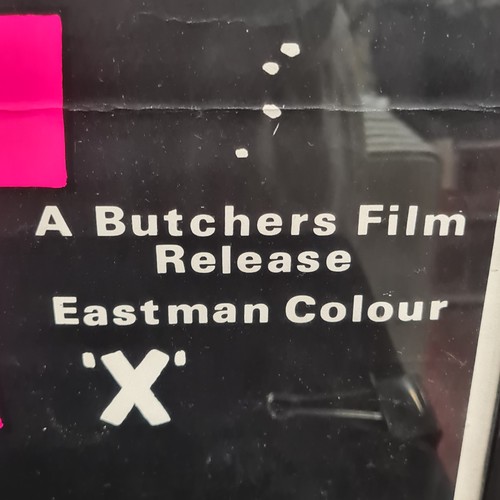 A Butchers Film
Release
Eastman Colour
'X'